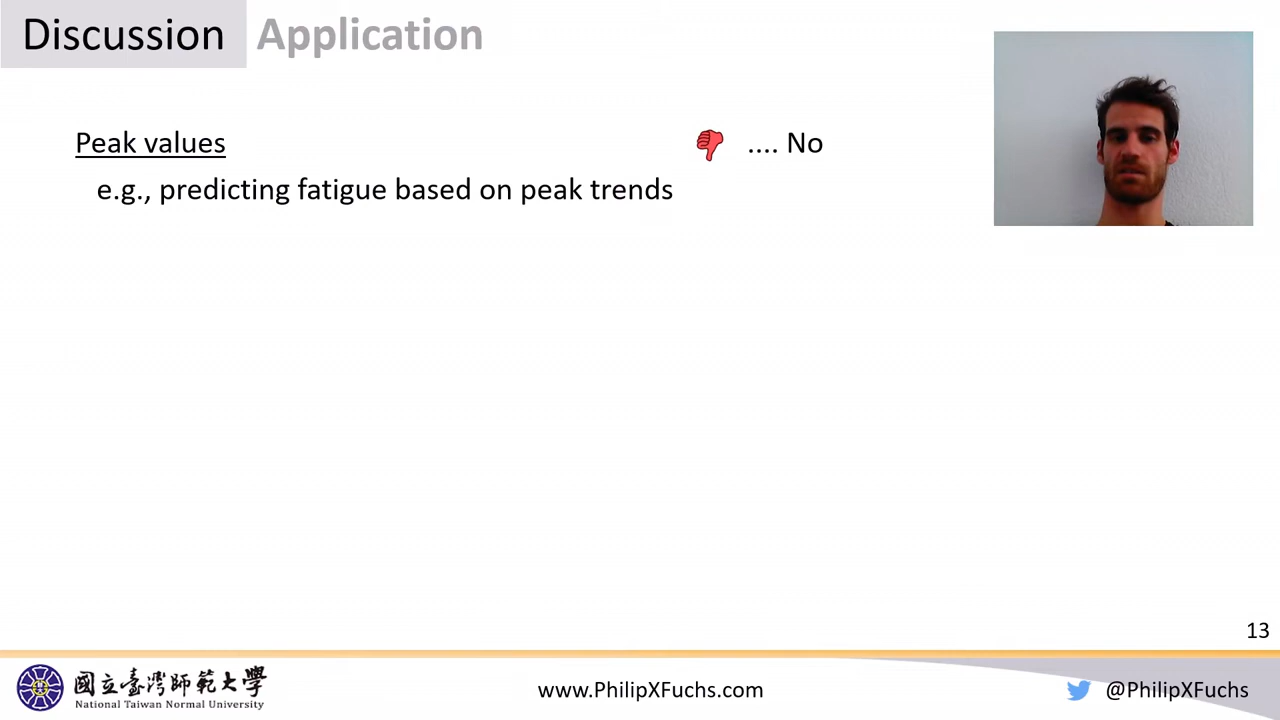 Discussion Application
Peak values .... No
e.g., predicting fatigue based on peak trends
13
國立臺灣師範大學
National Taiwan Normal University
www.PhilipXFuchs.com
@PhilipXFuchs